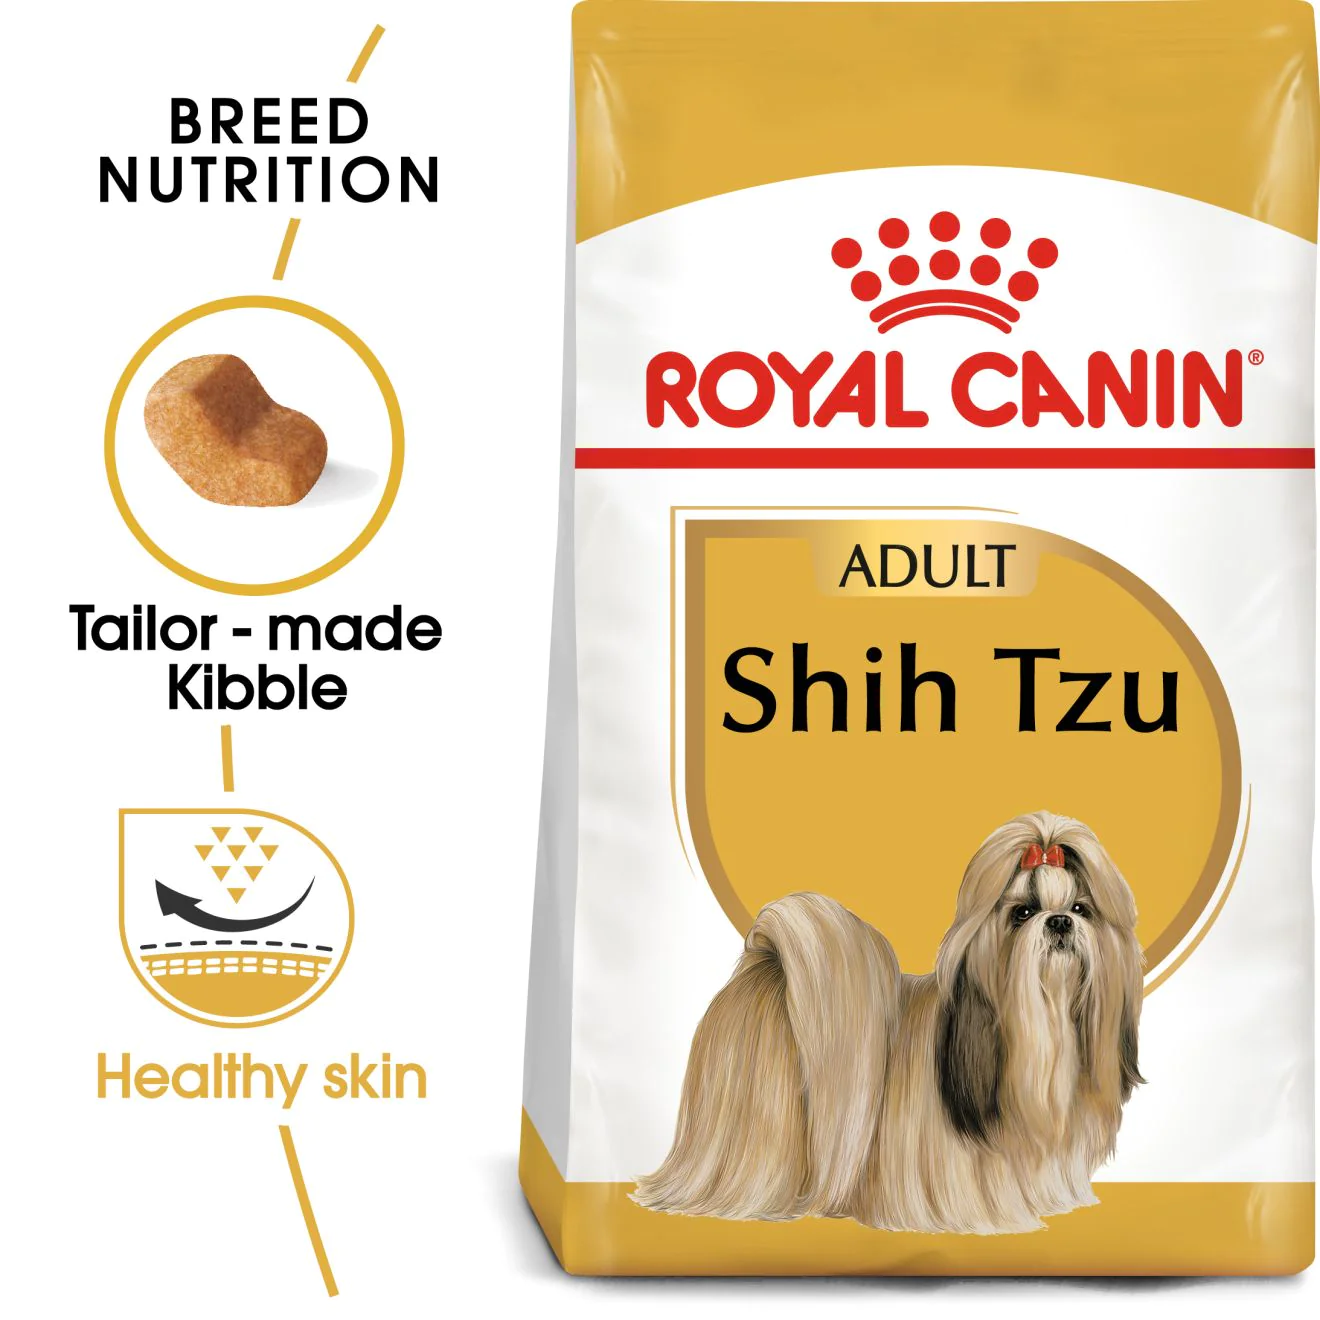 BREED
NUTRITION
Tailor - made
Kibble
Healthy skin
ROYAL CANIN®
ADULT
Shih Tzu